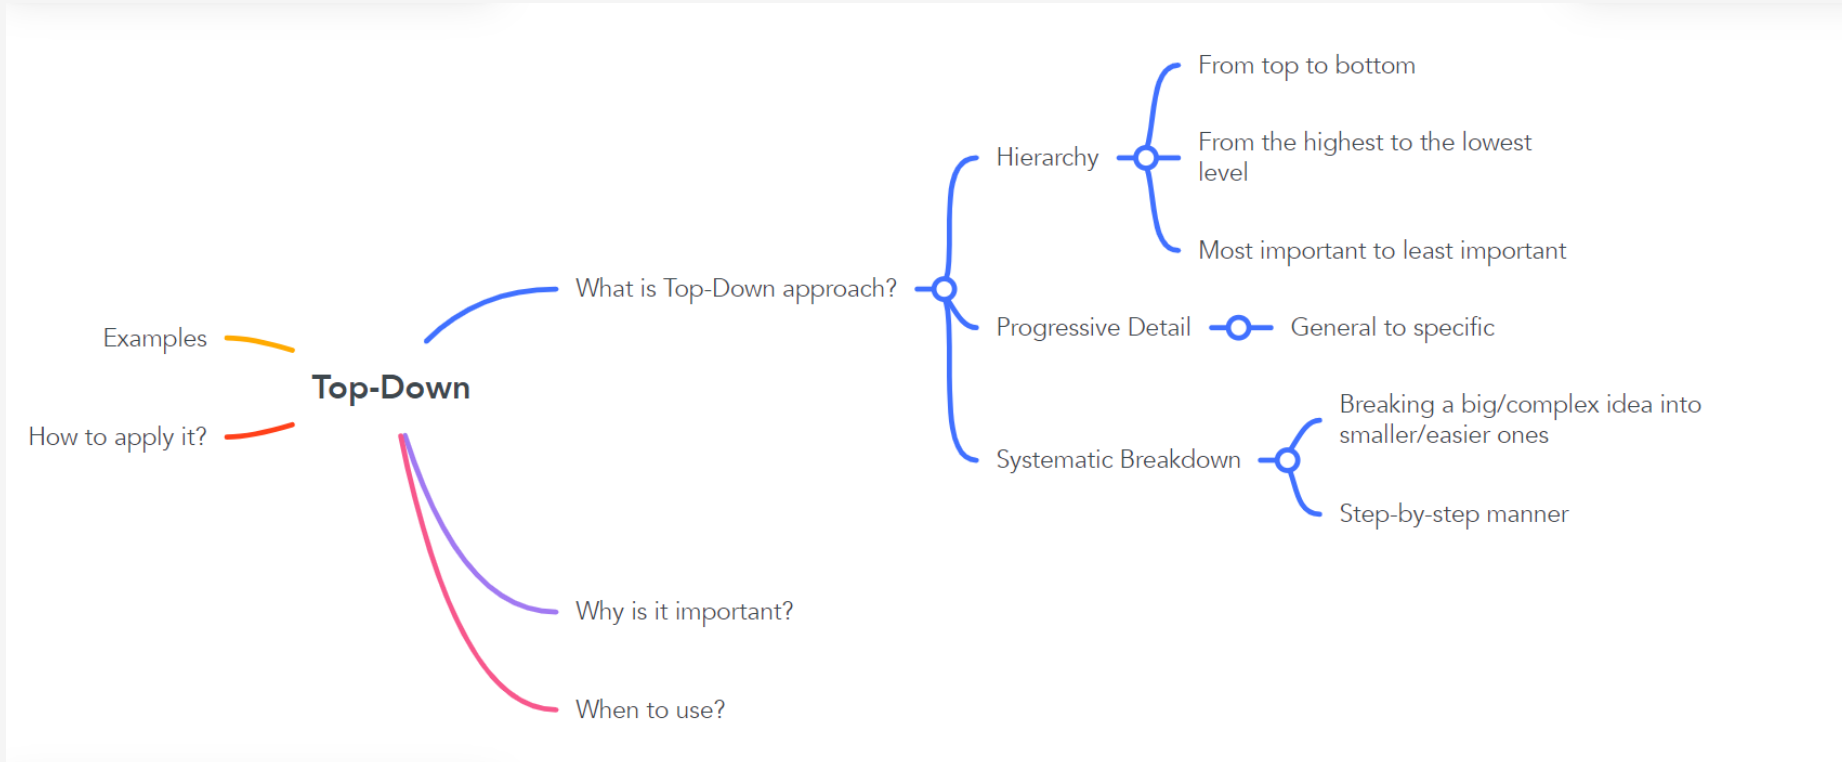 Top-Down
What is Top-Down approach?
Hierarchy
From top to bottom
From the highest to the lowest
level
Most important to least important
Progressive Detail
General to specific
Systematic Breakdown
Breaking a big/complex idea into
smaller/easier ones
Step-by-step manner
Why is it important?
When to use?
Examples
How to apply it?